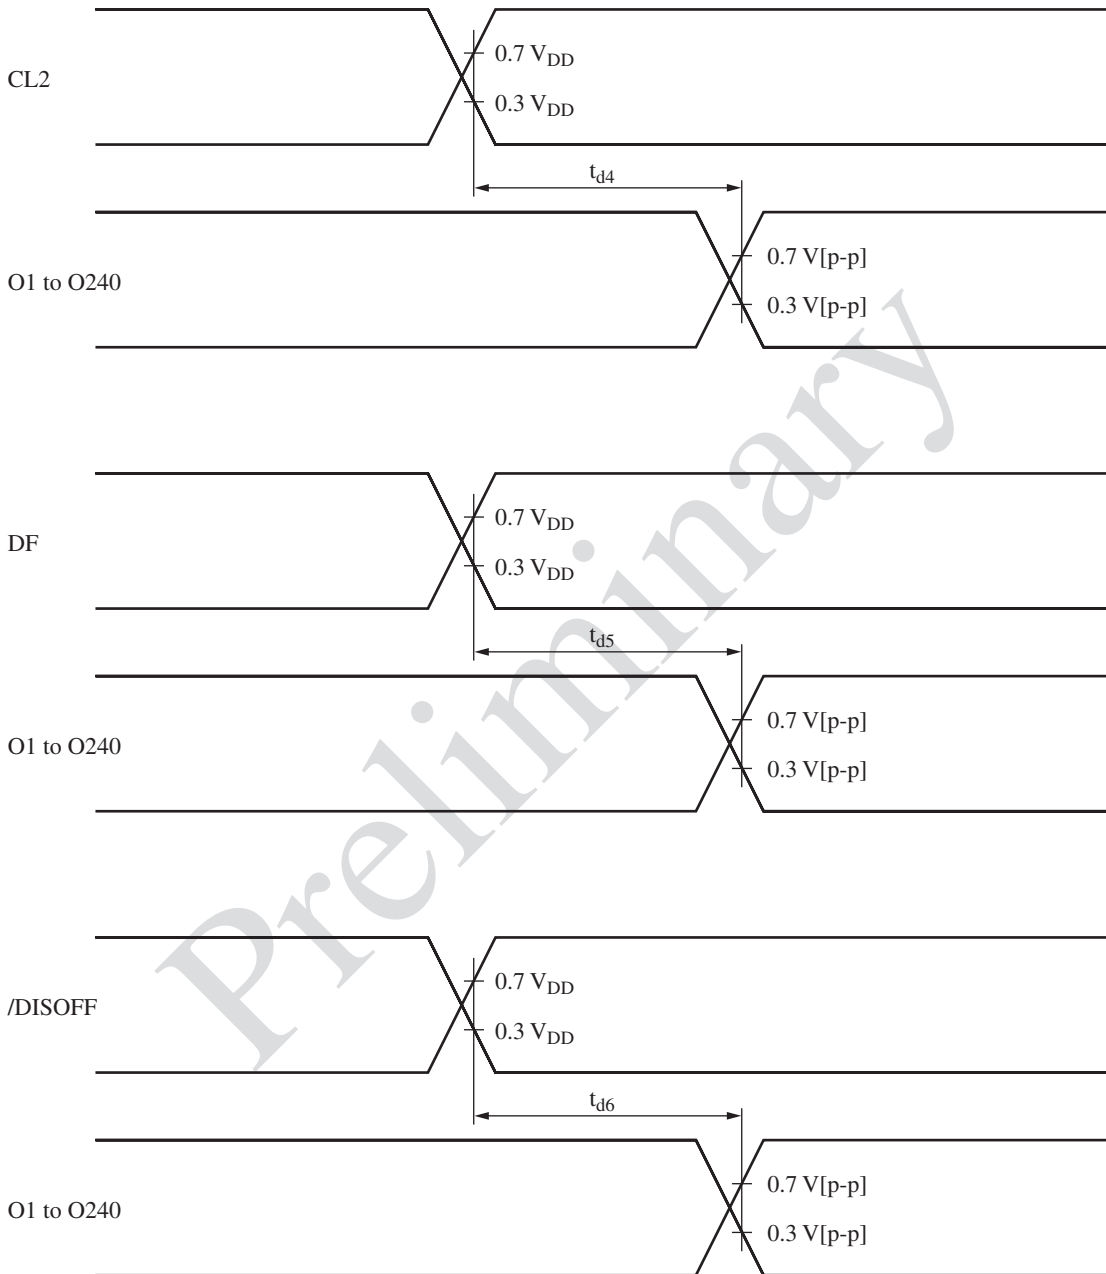 CL2
0.7 VDD
0.3 VDD
td4
O1 to O240
0.7 V[p-p]
0.3 V[p-p]
DF
0.7 VDD
0.3 VDD
td5
O1 to O240
0.7 V[p-p]
0.3 V[p-p]
/DISOFF
0.7 VDD
0.3 VDD
td6
O1 to O240
0.7 V[p-p]
0.3 V[p-p]
Preliminary